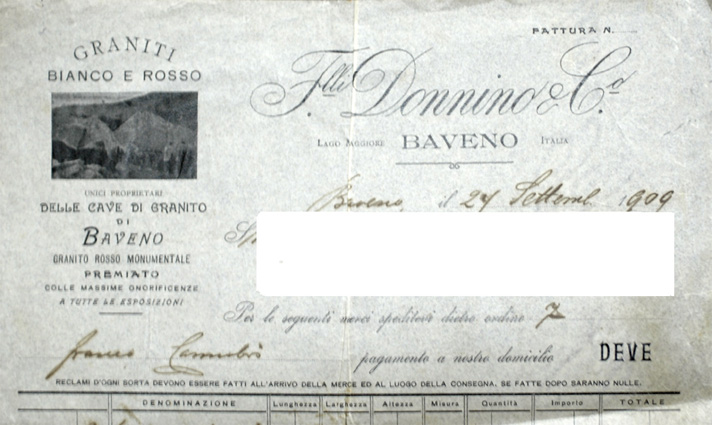 FATTURA N.
GRANITI
BIANCO E ROSSO
F.lli Donnino & C.o
LAGO MAGGIORE BAVENO ITALIA
UNICI PROPRIETARI
DELLE CAVE DI GRANITO
DI
BAVENO
GRANITO ROSSO MONUMENTALE
PREMIATO
COLLE MASSIME ONORIFICENZE
A TUTTE LE ESPOSIZIONI
Baveno, il 24 Settemb. 1909
Per le seguenti merci speditevi dietro ordine
franco
pagamento a nostro domicilio DEVE
RECLAMI D'OGNI SORTA DEVONO ESSERE FATTI ALL'ARRIVO DELLA MERCE ED AL LUOGO DELLA CONSEGNA, SE FATTE DOPO SARANNO NULLE.
DENOMINAZIONE Lunghezza Larghezza Altezza Misura Quantità Importo TOTALE